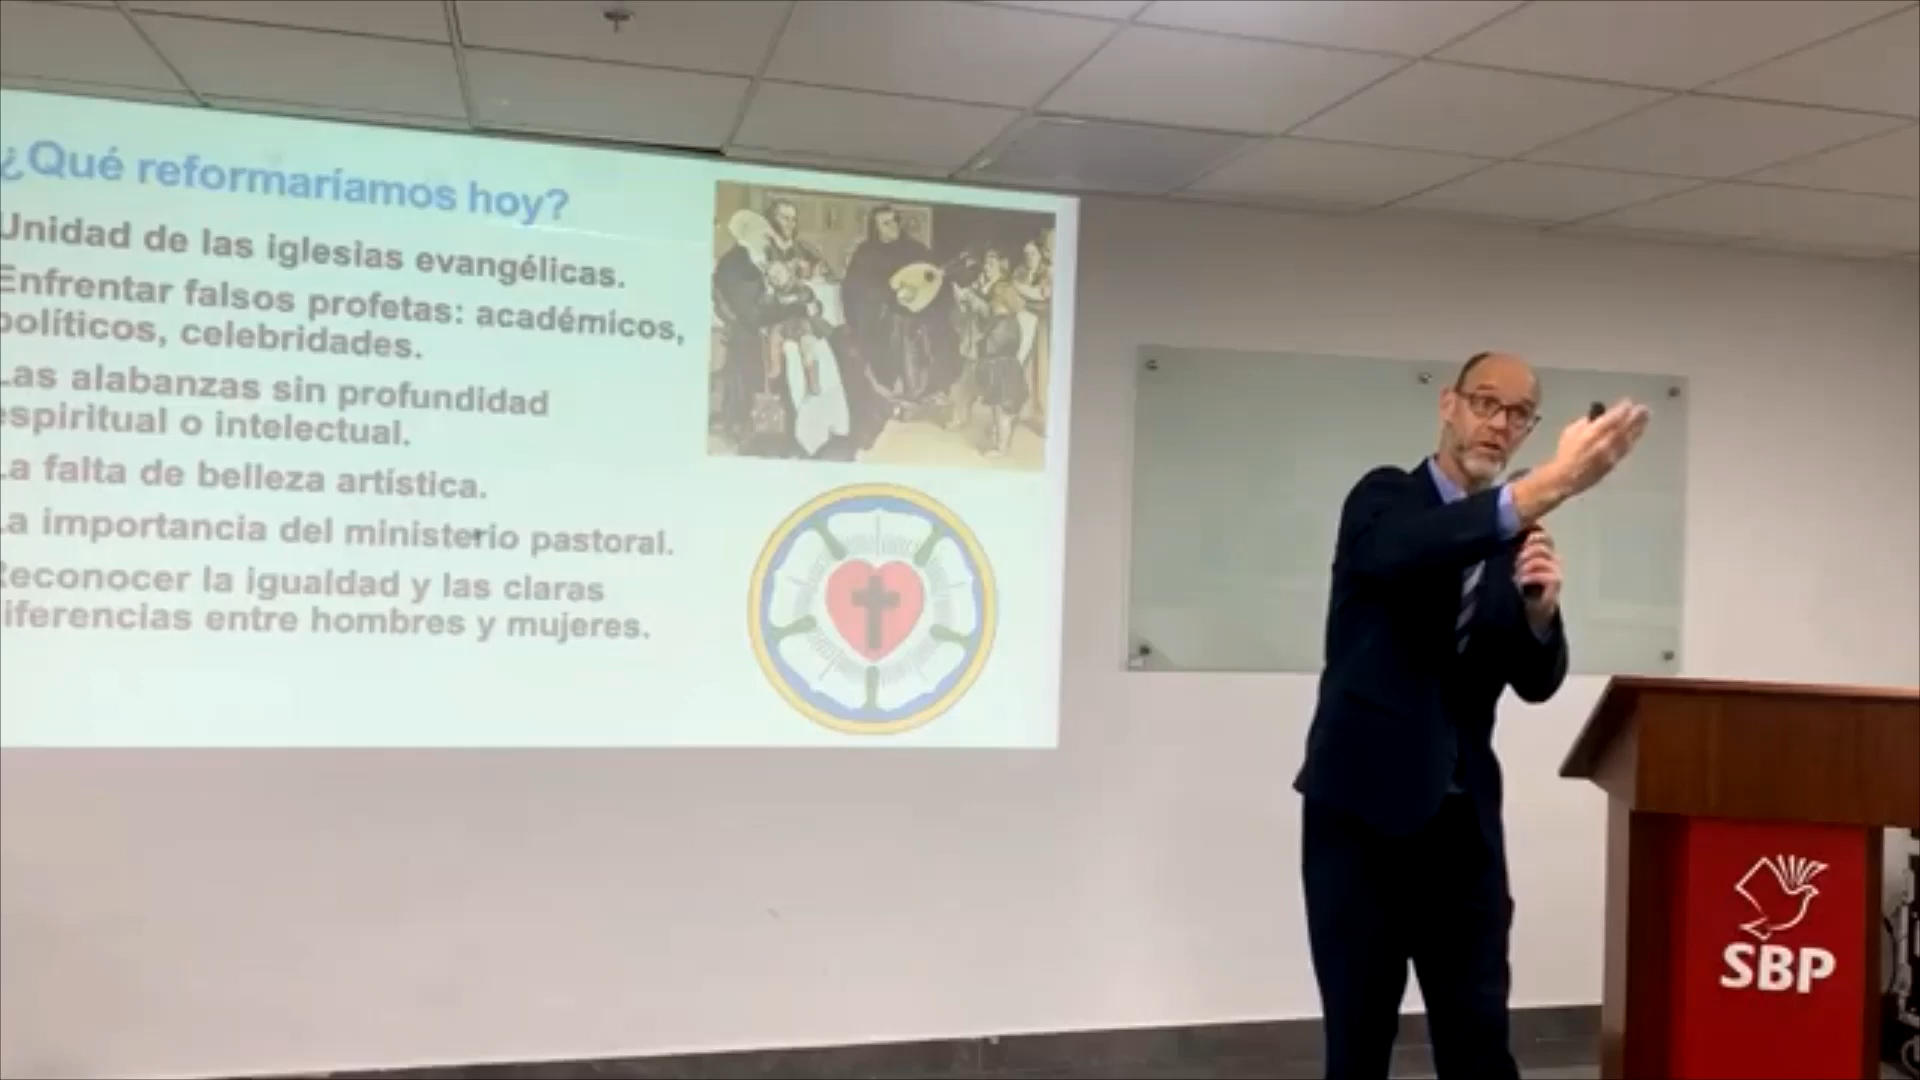 ¿Qué reformaríamos hoy?
Unidad de las iglesias evangélicas.
Enfrentar falsos profetas: académicos,
políticos, celebridades.
Las alabanzas sin profundidad
espiritual o intelectual.
La falta de belleza artística.
La importancia del ministerio pastoral.
Reconocer la igualdad y las claras
diferencias entre hombres y mujeres.
SBP